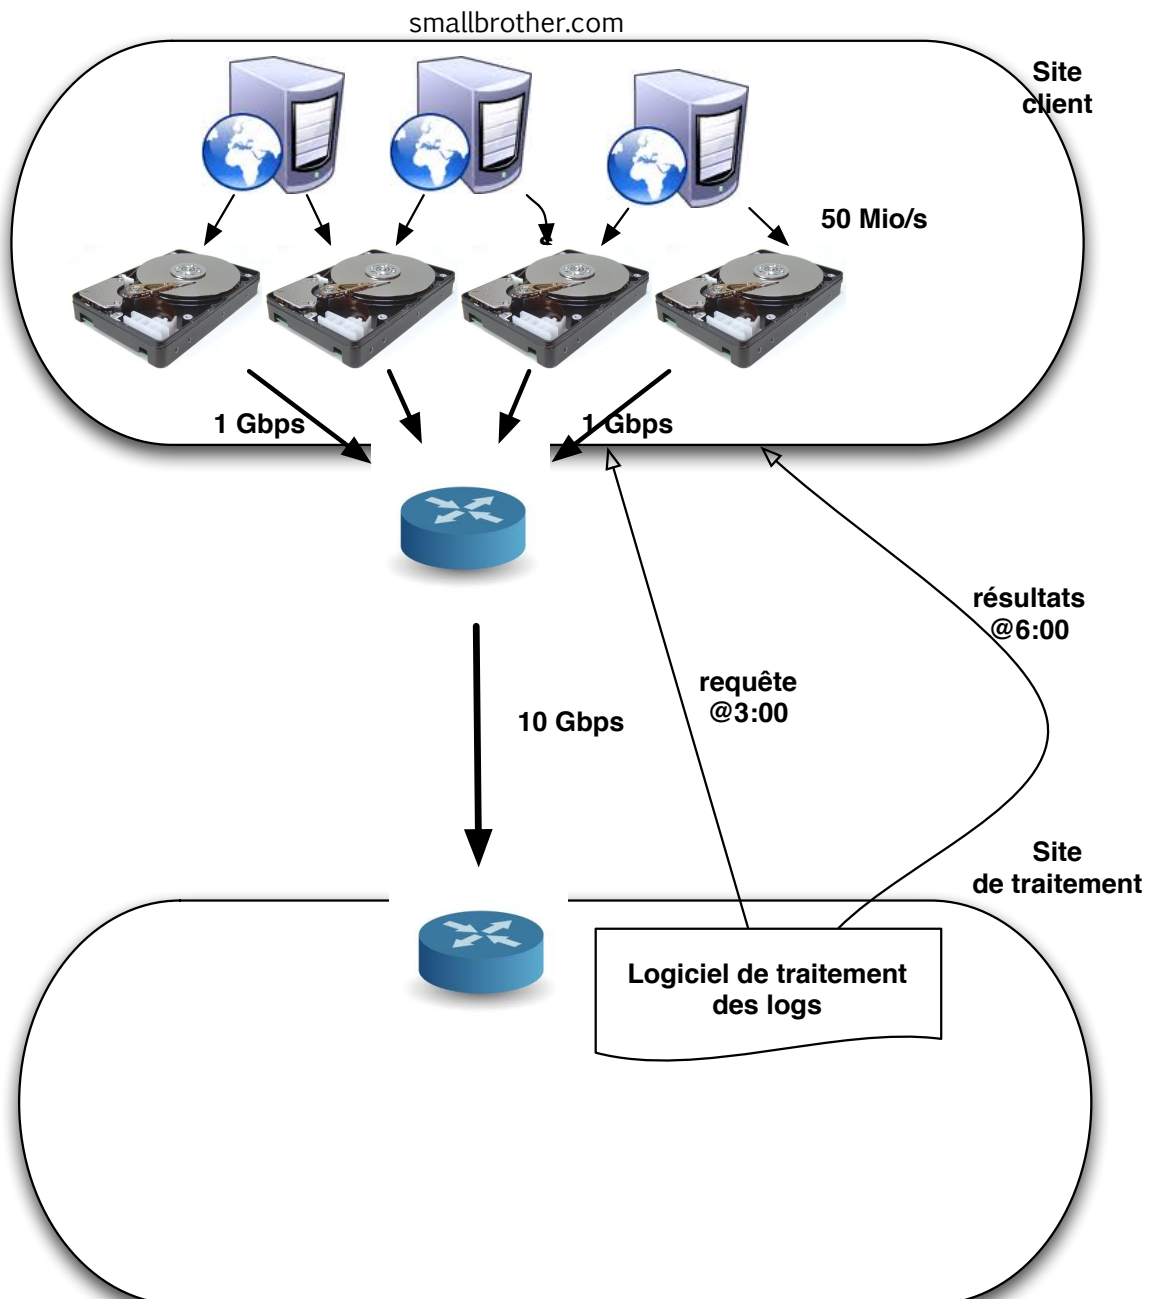 smallbrother.com
Site
client
50 Mio/s
1 Gbps
1 Gbps
résultats
@6:00
requête
@3:00
10 Gbps
Site
de traitement
Logiciel de traitement
des logs